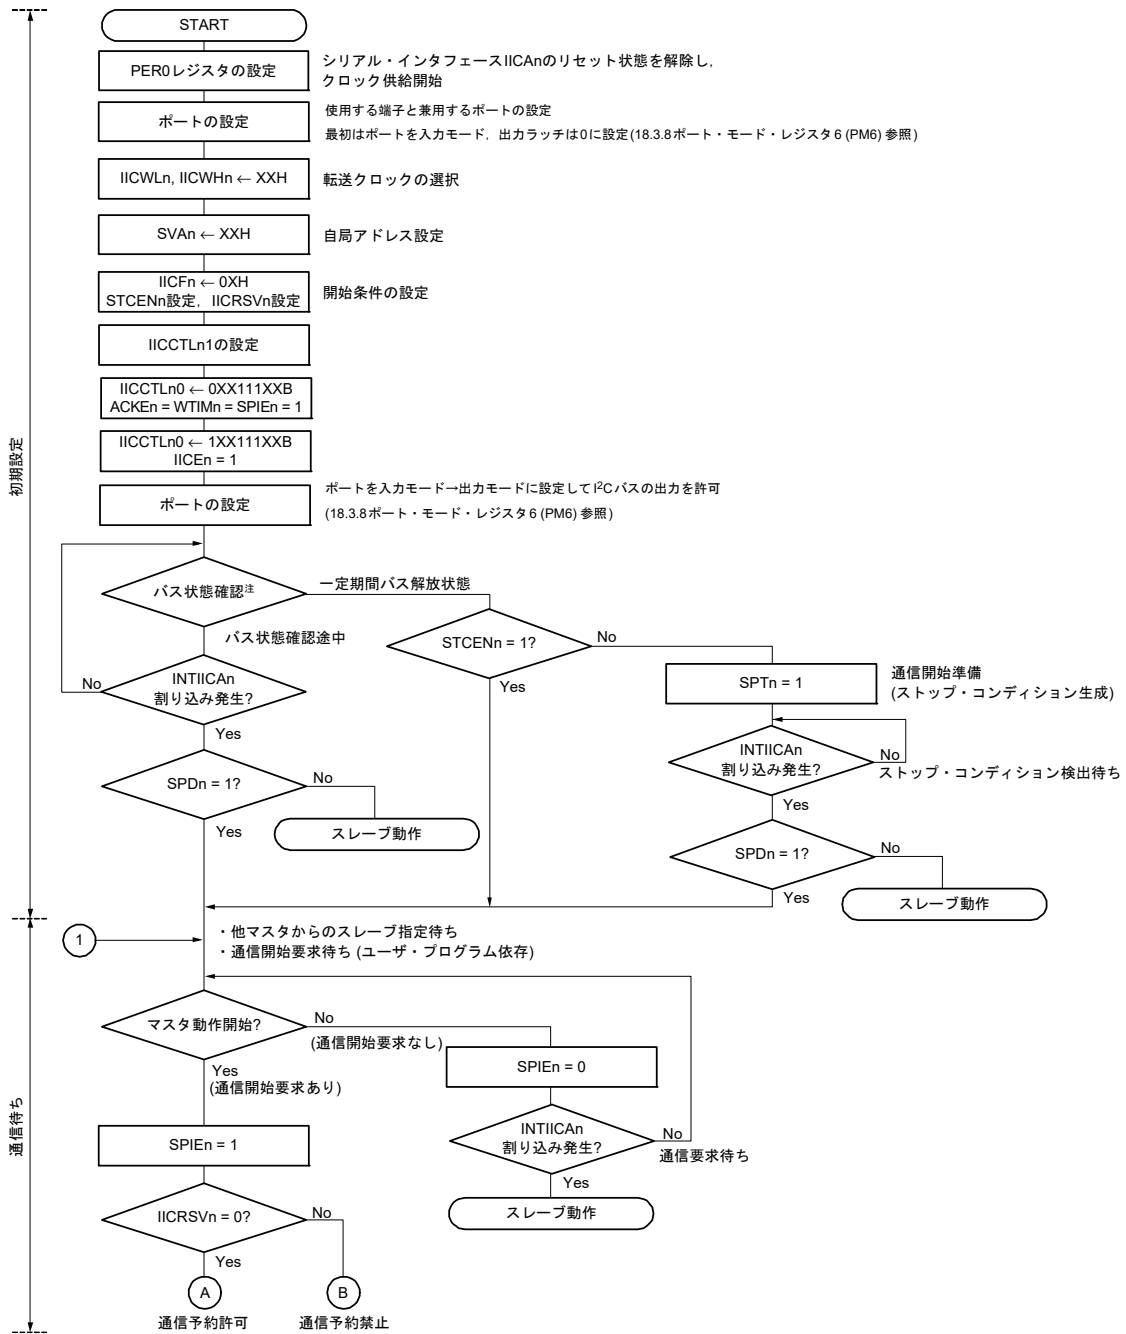 START
PER0レジスタの設定
シリアル・インタフェースIICAnのリセット状態を解除し,
クロック供給開始
ポートの設定
使用する端子と兼用するポートの設定
最初はポートを入力モード, 出力ラッチは0に設定(18.3.8ポート・モード・レジスタ6 (PM6) 参照)
IICWLn, IICWHn ← XXH
転送クロックの選択
SVAn ← XXH
自局アドレス設定
IICFn ← 0XH
STCENn設定, IICRSVn設定
開始条件の設定
IICCTLn1の設定
IICCTLn0 ← 0XX111XXB
ACKEn = WTIMn = SPIEn = 1
IICCTLn0 ← 1XX111XXB
IICEn = 1
初期設定
ポートの設定
ポートを入力モード→出力モードに設定してI²Cバスの出力を許可
(18.3.8ポート・モード・レジスタ6 (PM6) 参照)
バス状態確認注
一定期間バス解放状態
バス状態確認途中
STCENn = 1?
No
Yes
INTIICAn
割り込み発生?
No
Yes
SPTn = 1
通信開始準備
(ストップ・コンディション生成)
INTIICAn
割り込み発生?
No
ストップ・コンディション検出待ち
Yes
SPDn = 1?
No
Yes
スレーブ動作
SPDn = 1?
No
Yes
スレーブ動作
1
・他マスタからのスレーブ指定待ち
・通信開始要求待ち (ユーザ・プログラム依存)
マスタ動作開始?
No
(通信開始要求なし)
Yes
(通信開始要求あり)
SPIEn = 0
通信待ち
INTIICAn
割り込み発生?
No
通信要求待ち
Yes
スレーブ動作
SPIEn = 1
IICRSVn = 0?
No
Yes
A
B
通信予約許可
通信予約禁止